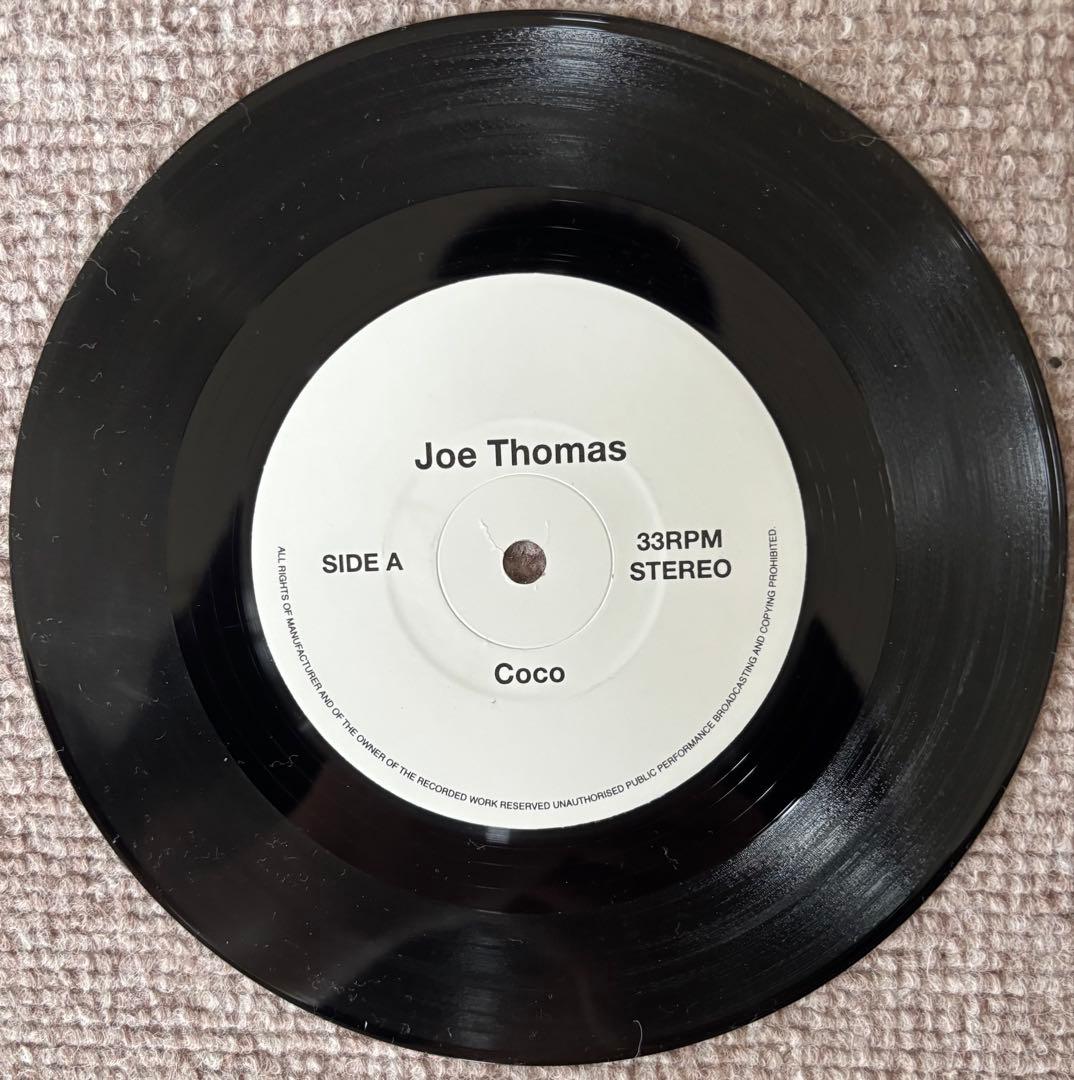 Joe Thomas
SIDE A
33RPM
STEREO
Coco
ALL RIGHTS OF MANUFACTURER AND OF THE OWNER OF THE RECORDED WORK RESERVED UNAUTHORISED PUBLIC PERFORMANCE BROADCASTING AND COPYING PROHIBITED.